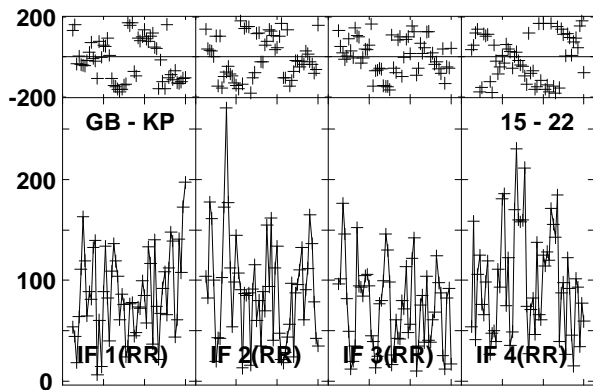 200
-200
GB - KP
15 - 22
200
100
0
IF 1(RR)
IF 2(RR)
IF 3(RR)
IF 4(RR)